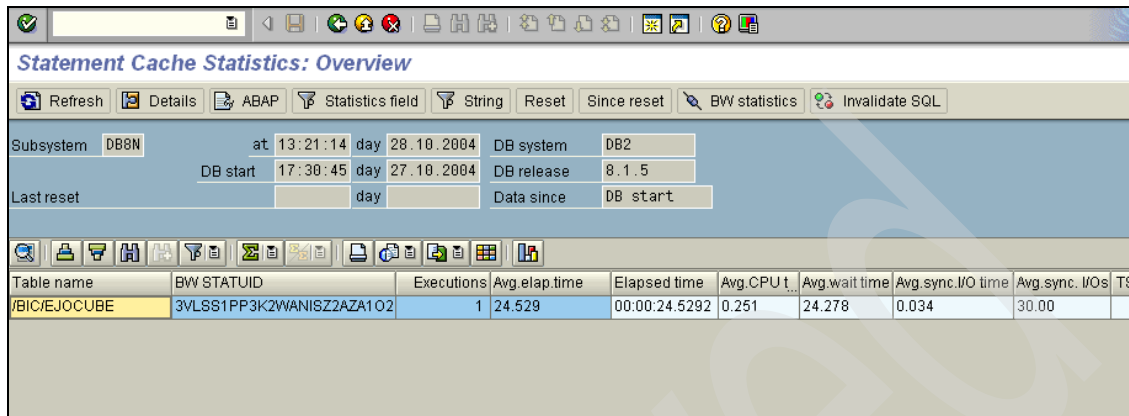 Statement Cache Statistics: Overview
Refresh Details ABAP Statistics field String Reset Since reset BW statistics Invalidate SQL
Subsystem DB8N at 13:21:14 day 28.10.2004 DB system DB2
DB start 17:30:45 day 27.10.2004 DB release 8.1.5
Last reset day Data since DB start
Table name BW STATUID Executions Avg.elap.time Elapsed time Avg.CPU t... Avg.wait time Avg.sync.I/O time Avg.sync. I/Os TS
/BIC/EJOCUBE 3VLSS1PP3K2WANISZ2AZA1O2 1 24.529 00:00:24.5292 0.251 24.278 0.034 30.00